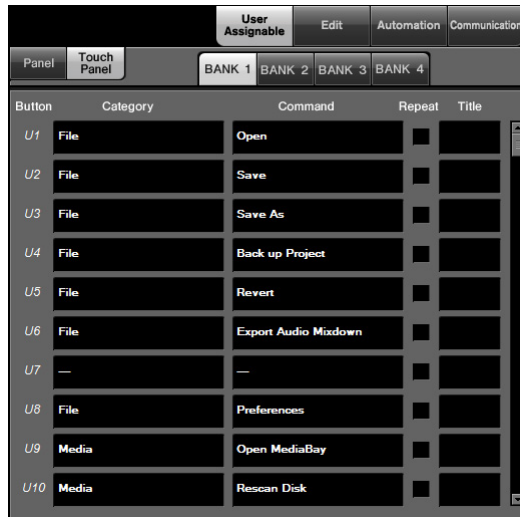 User Assignable Edit Automation Communication
Panel Touch Panel BANK 1 BANK 2 BANK 3 BANK 4
Button Category Command Repeat Title
U1 File Open
U2 File Save
U3 File Save As
U4 File Back up Project
U5 File Revert
U6 File Export Audio Mixdown
U7 — —
U8 File Preferences
U9 Media Open MediaBay
U10 Media Rescan Disk